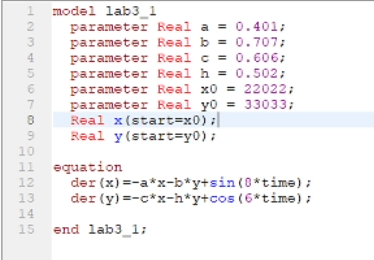 1 model lab3_1
2 parameter Real a = 0.401;
3 parameter Real b = 0.707;
4 parameter Real c = 0.606;
5 parameter Real h = 0.502;
6 parameter Real x0 = 22022;
7 parameter Real y0 = 33033;
8 Real x(start=x0);
9 Real y(start=y0);
10
11 equation
12 der(x)=-a*x-b*y+sin(8*time);
13 der(y)=-c*x-h*y+cos(6*time);
14
15 end lab3_1;